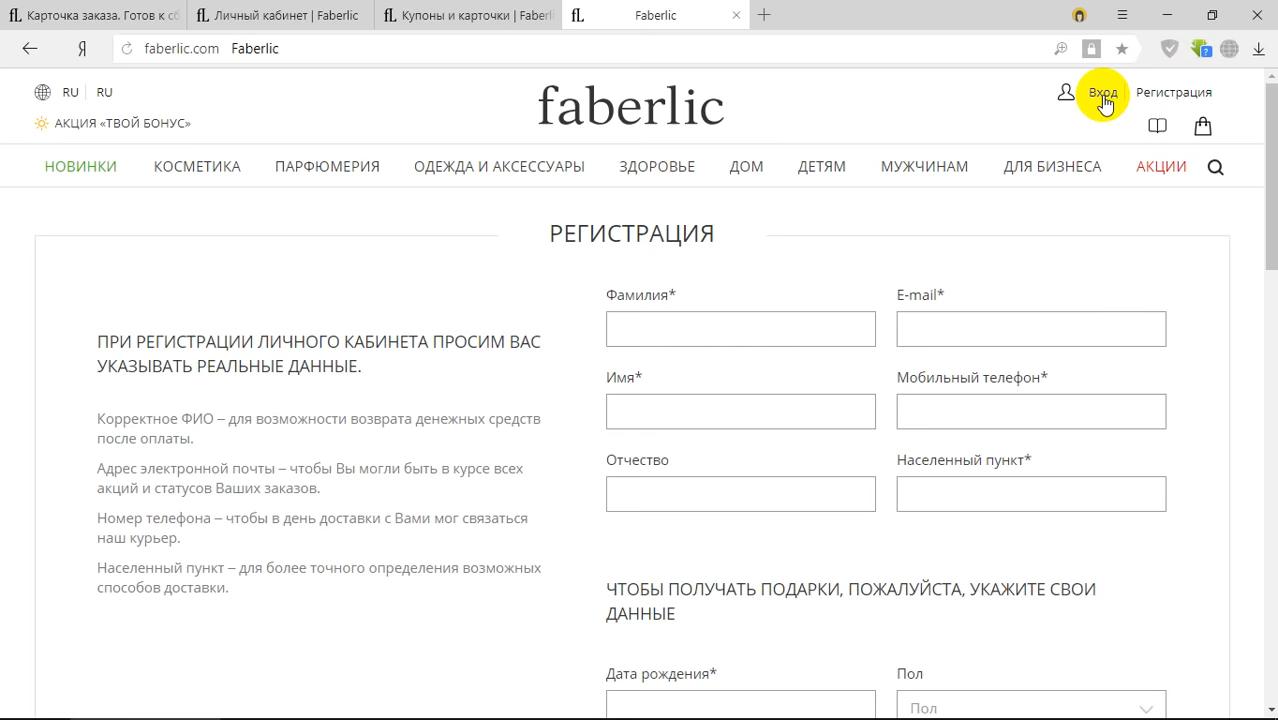 Карточка заказа. Готов к сб
Личный кабинет | Faberlic
Купоны и карточки | Faberl
Faberlic
faberlic.com Faberlic
RU RU
faberlic
Вход
Регистрация
АКЦИЯ «ТВОЙ БОНУС»
НОВИНКИ КОСМЕТИКА ПАРФЮМЕРИЯ ОДЕЖДА И АКСЕССУАРЫ ЗДОРОВЬЕ ДОМ ДЕТЯМ МУЖЧИНАМ ДЛЯ БИЗНЕСА АКЦИИ
РЕГИСТРАЦИЯ
ПРИ РЕГИСТРАЦИИ ЛИЧНОГО КАБИНЕТА ПРОСИМ ВАС
УКАЗЫВАТЬ РЕАЛЬНЫЕ ДАННЫЕ.
Корректное ФИО – для возможности возврата денежных средств
после оплаты.
Адрес электронной почты – чтобы Вы могли быть в курсе всех
акций и статусов Ваших заказов.
Номер телефона – чтобы в день доставки с Вами мог связаться
наш курьер.
Населенный пункт – для более точного определения возможных
способов доставки.
Фамилия*
E-mail*
Имя*
Мобильный телефон*
Отчество
Населенный пункт*
ЧТОБЫ ПОЛУЧАТЬ ПОДАРКИ, ПОЖАЛУЙСТА, УКАЖИТЕ СВОИ
ДАННЫЕ
Дата рождения*
Пол
Пол